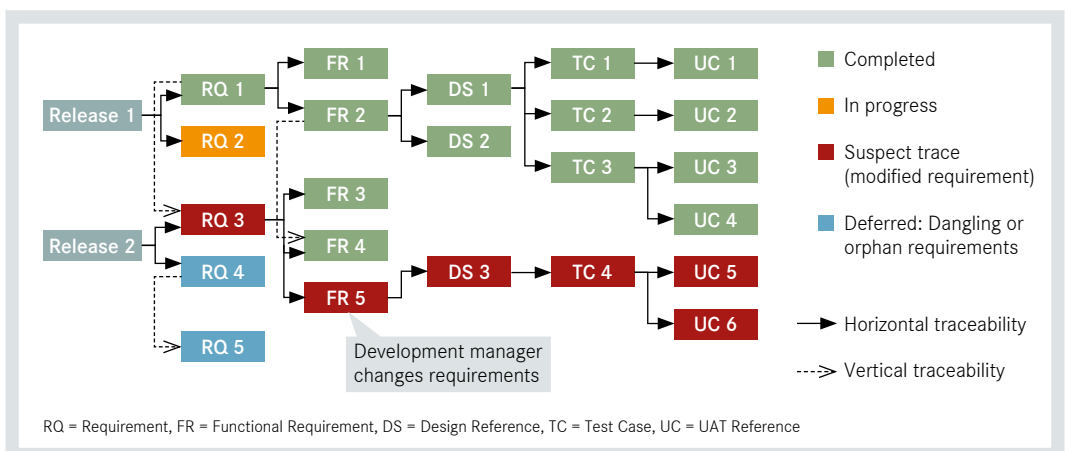 Release 1
RQ 1
RQ 2
FR 1
FR 2
DS 1
DS 2
TC 1
UC 1
TC 2
UC 2
TC 3
UC 3
UC 4
Release 2
RQ 3
RQ 4
RQ 5
FR 3
FR 4
FR 5
DS 3
TC 4
UC 5
UC 6
Development manager
changes requirements
Completed
In progress
Suspect trace
(modified requirement)
Deferred: Dangling or
orphan requirements
Horizontal traceability
Vertical traceability
RQ = Requirement, FR = Functional Requirement, DS = Design Reference, TC = Test Case, UC = UAT Reference